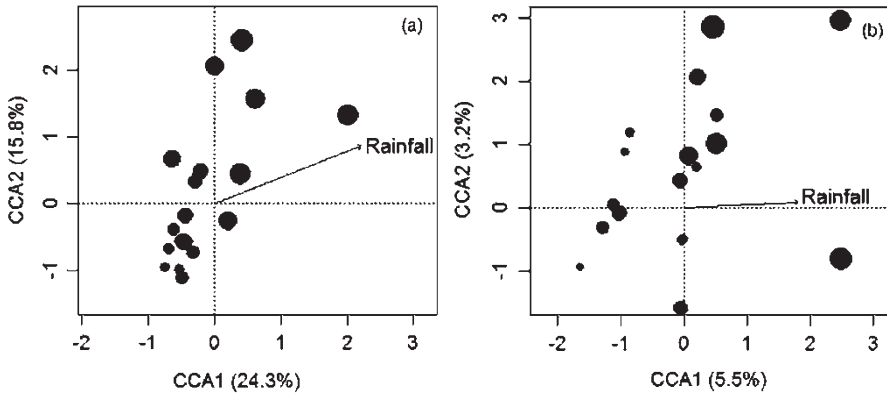 (a)
CCA2 (15.8%)
2
1
0
-1
Rainfall
-2 -1 0 1 2 3
CCA1 (24.3%)
(b)
CCA2 (3.2%)
3
2
1
0
-1
Rainfall
-2 -1 0 1 2 3
CCA1 (5.5%)